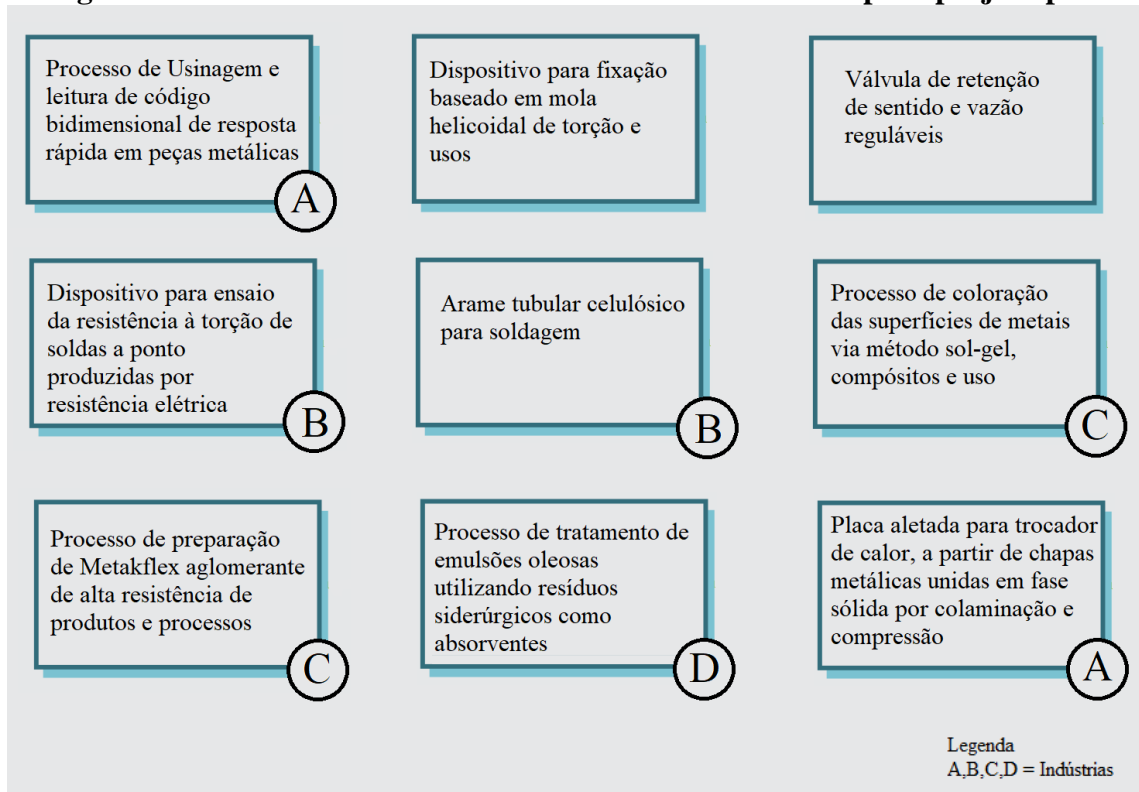 Processo de Usinagem e
leitura de código
bidimensional de resposta
rápida em peças metálicas
A
Dispositivo para fixação
baseado em mola
helicoidal de torção e
usos
Válvula de retenção
de sentido e vazão
reguláveis
Dispositivo para ensaio
da resistência à torção de
soldas a ponto
produzidas por
resistência elétrica
B
Arame tubular celulósico
para soldagem
B
Processo de coloração
das superfícies de metais
via método sol-gel,
compósitos e uso
C
Processo de preparação
de Metakflex aglomerante
de alta resistência de
produtos e processos
C
Processo de tratamento de
emulsões oleosas
utilizando resíduos
siderúrgicos como
absorventes
D
Placa aletada para trocador
de calor, a partir de chapas
metálicas unidas em fase
sólida por colaminação e
compressão
A
Legenda
A,B,C,D = Indústrias